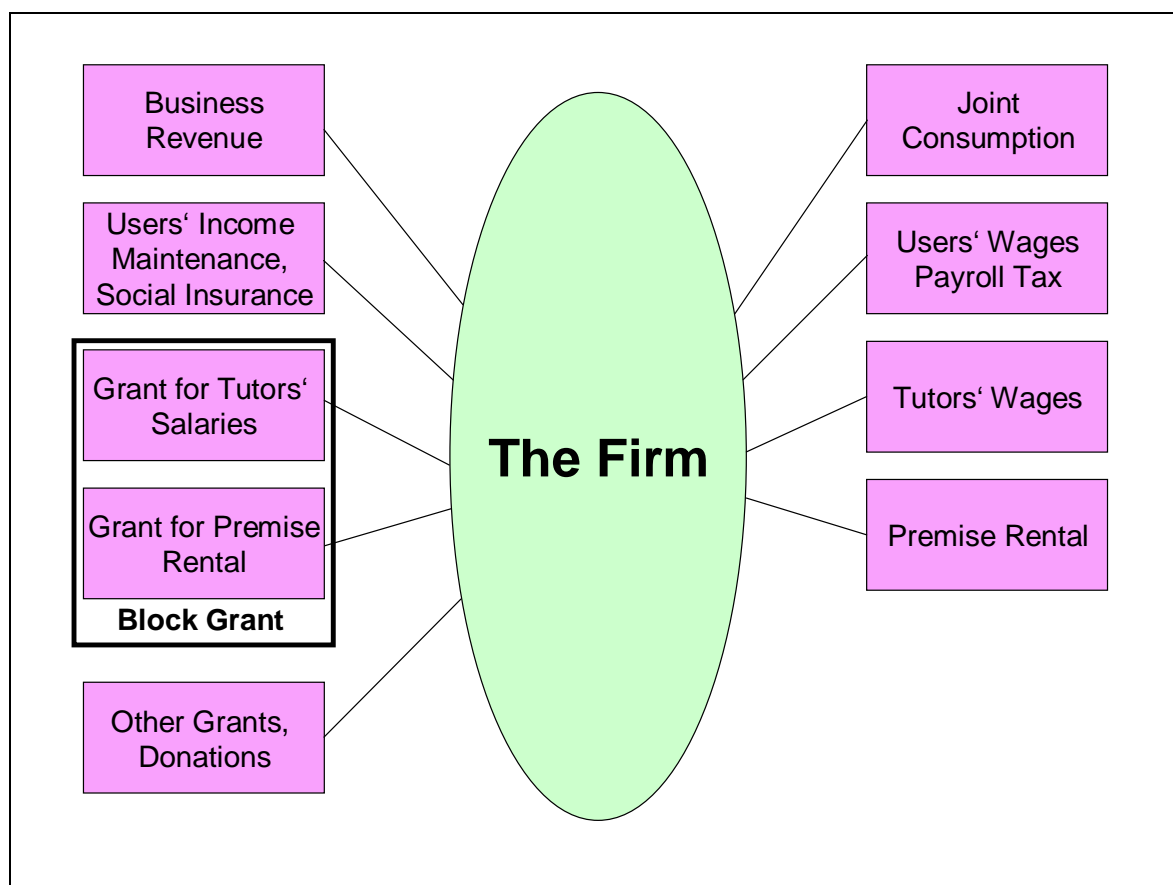 Business
Revenue
Users‘ Income
Maintenance,
Social Insurance
Grant for Tutors‘
Salaries
Grant for Premise
Rental
Block Grant
Other Grants,
Donations
The Firm
Joint
Consumption
Users‘ Wages
Payroll Tax
Tutors‘ Wages
Premise Rental